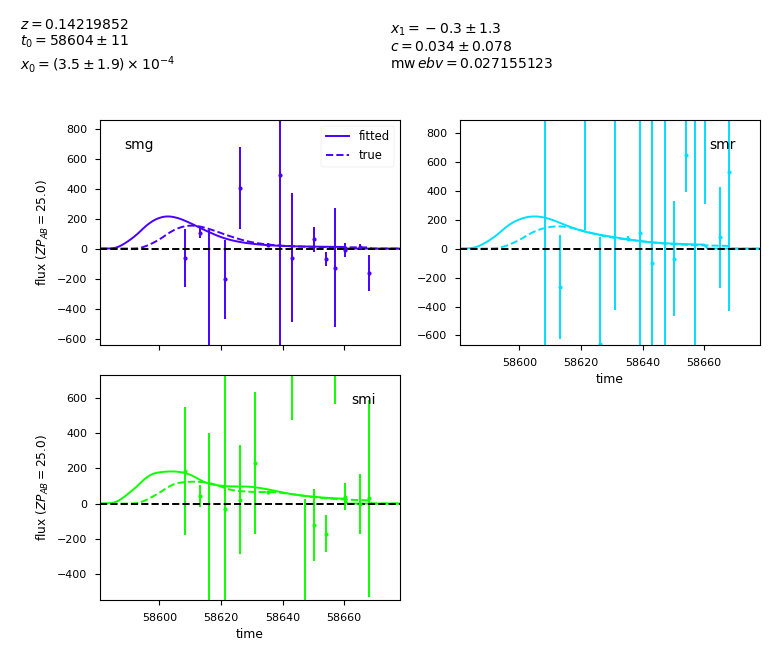 z = 0.14219852
t₀ = 58604 ± 11
x₀ = (3.5 ± 1.9) × 10⁻⁴
x₁ = −0.3 ± 1.3
c = 0.034 ± 0.078
mw ebv = 0.027155123
smg
fitted
true
800
600
400
200
0
−200
−400
−600
flux (ZP_AB = 25.0)
smr
800
600
400
200
0
−200
−400
−600
58600 58620 58640 58660
time
smi
600
400
200
0
−200
−400
flux (ZP_AB = 25.0)
58600 58620 58640 58660
time